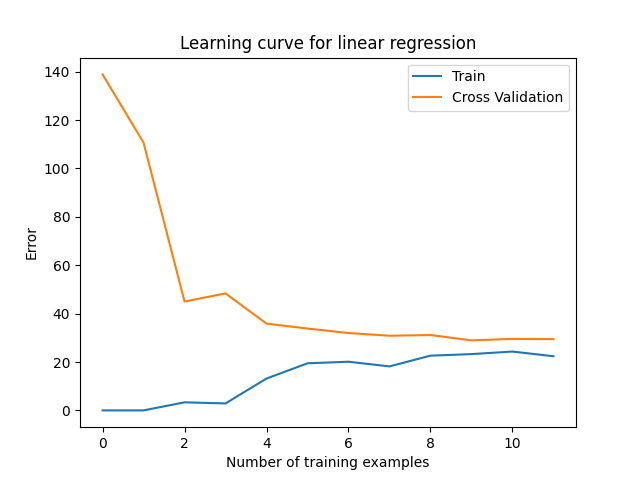 Learning curve for linear regression
Train
Cross Validation
140
120
100
80
60
40
20
0
Error
0 2 4 6 8 10
Number of training examples